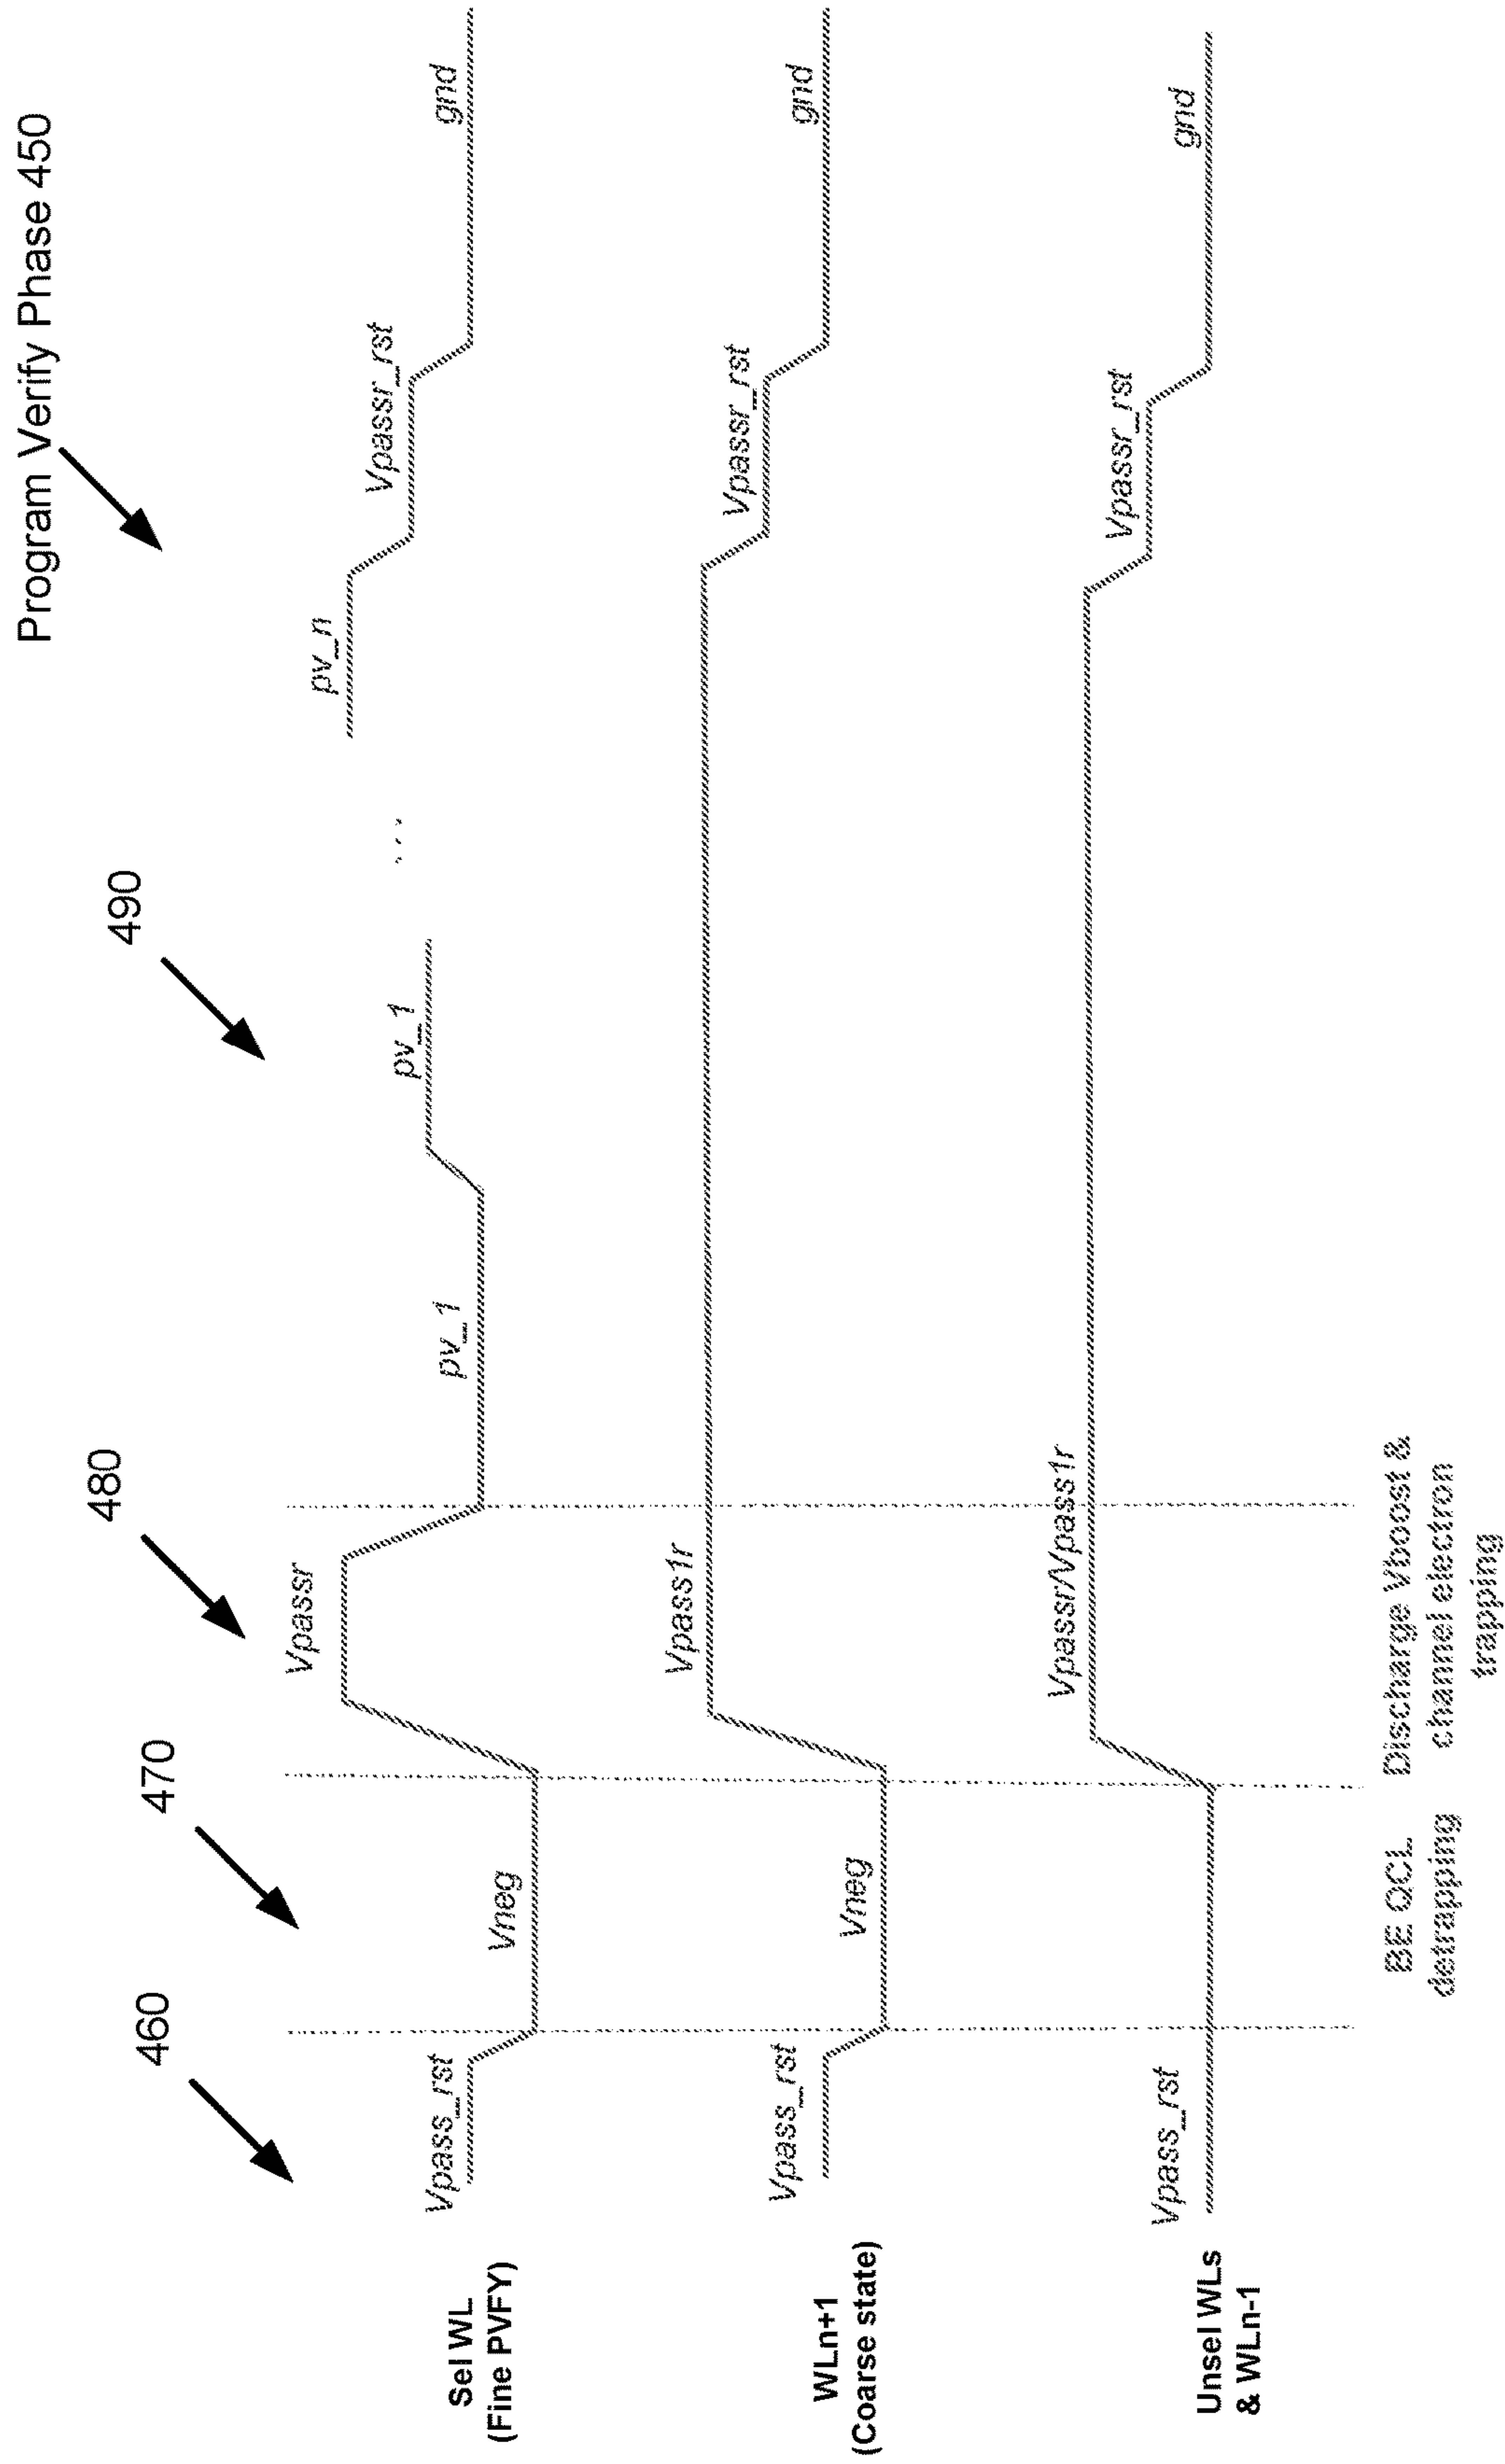 Program Verify Phase 450
460
470
480
490
Sel WL
(Fine PVFY)
Vpass_rst
Vneg
Vpassr
pv_1
pv_1
...
pv_n
Vpassr_rst
gnd
WLn+1
(Coarse state)
Vpass_rst
Vneg
Vpass1r
Vpassr_rst
gnd
Unsel WLs
& WLn-1
Vpass_rst
Vpassr/Vpass1r
Vpassr_rst
gnd
BE QCL
detrapping
Discharge Vboost &
channel electron
trapping